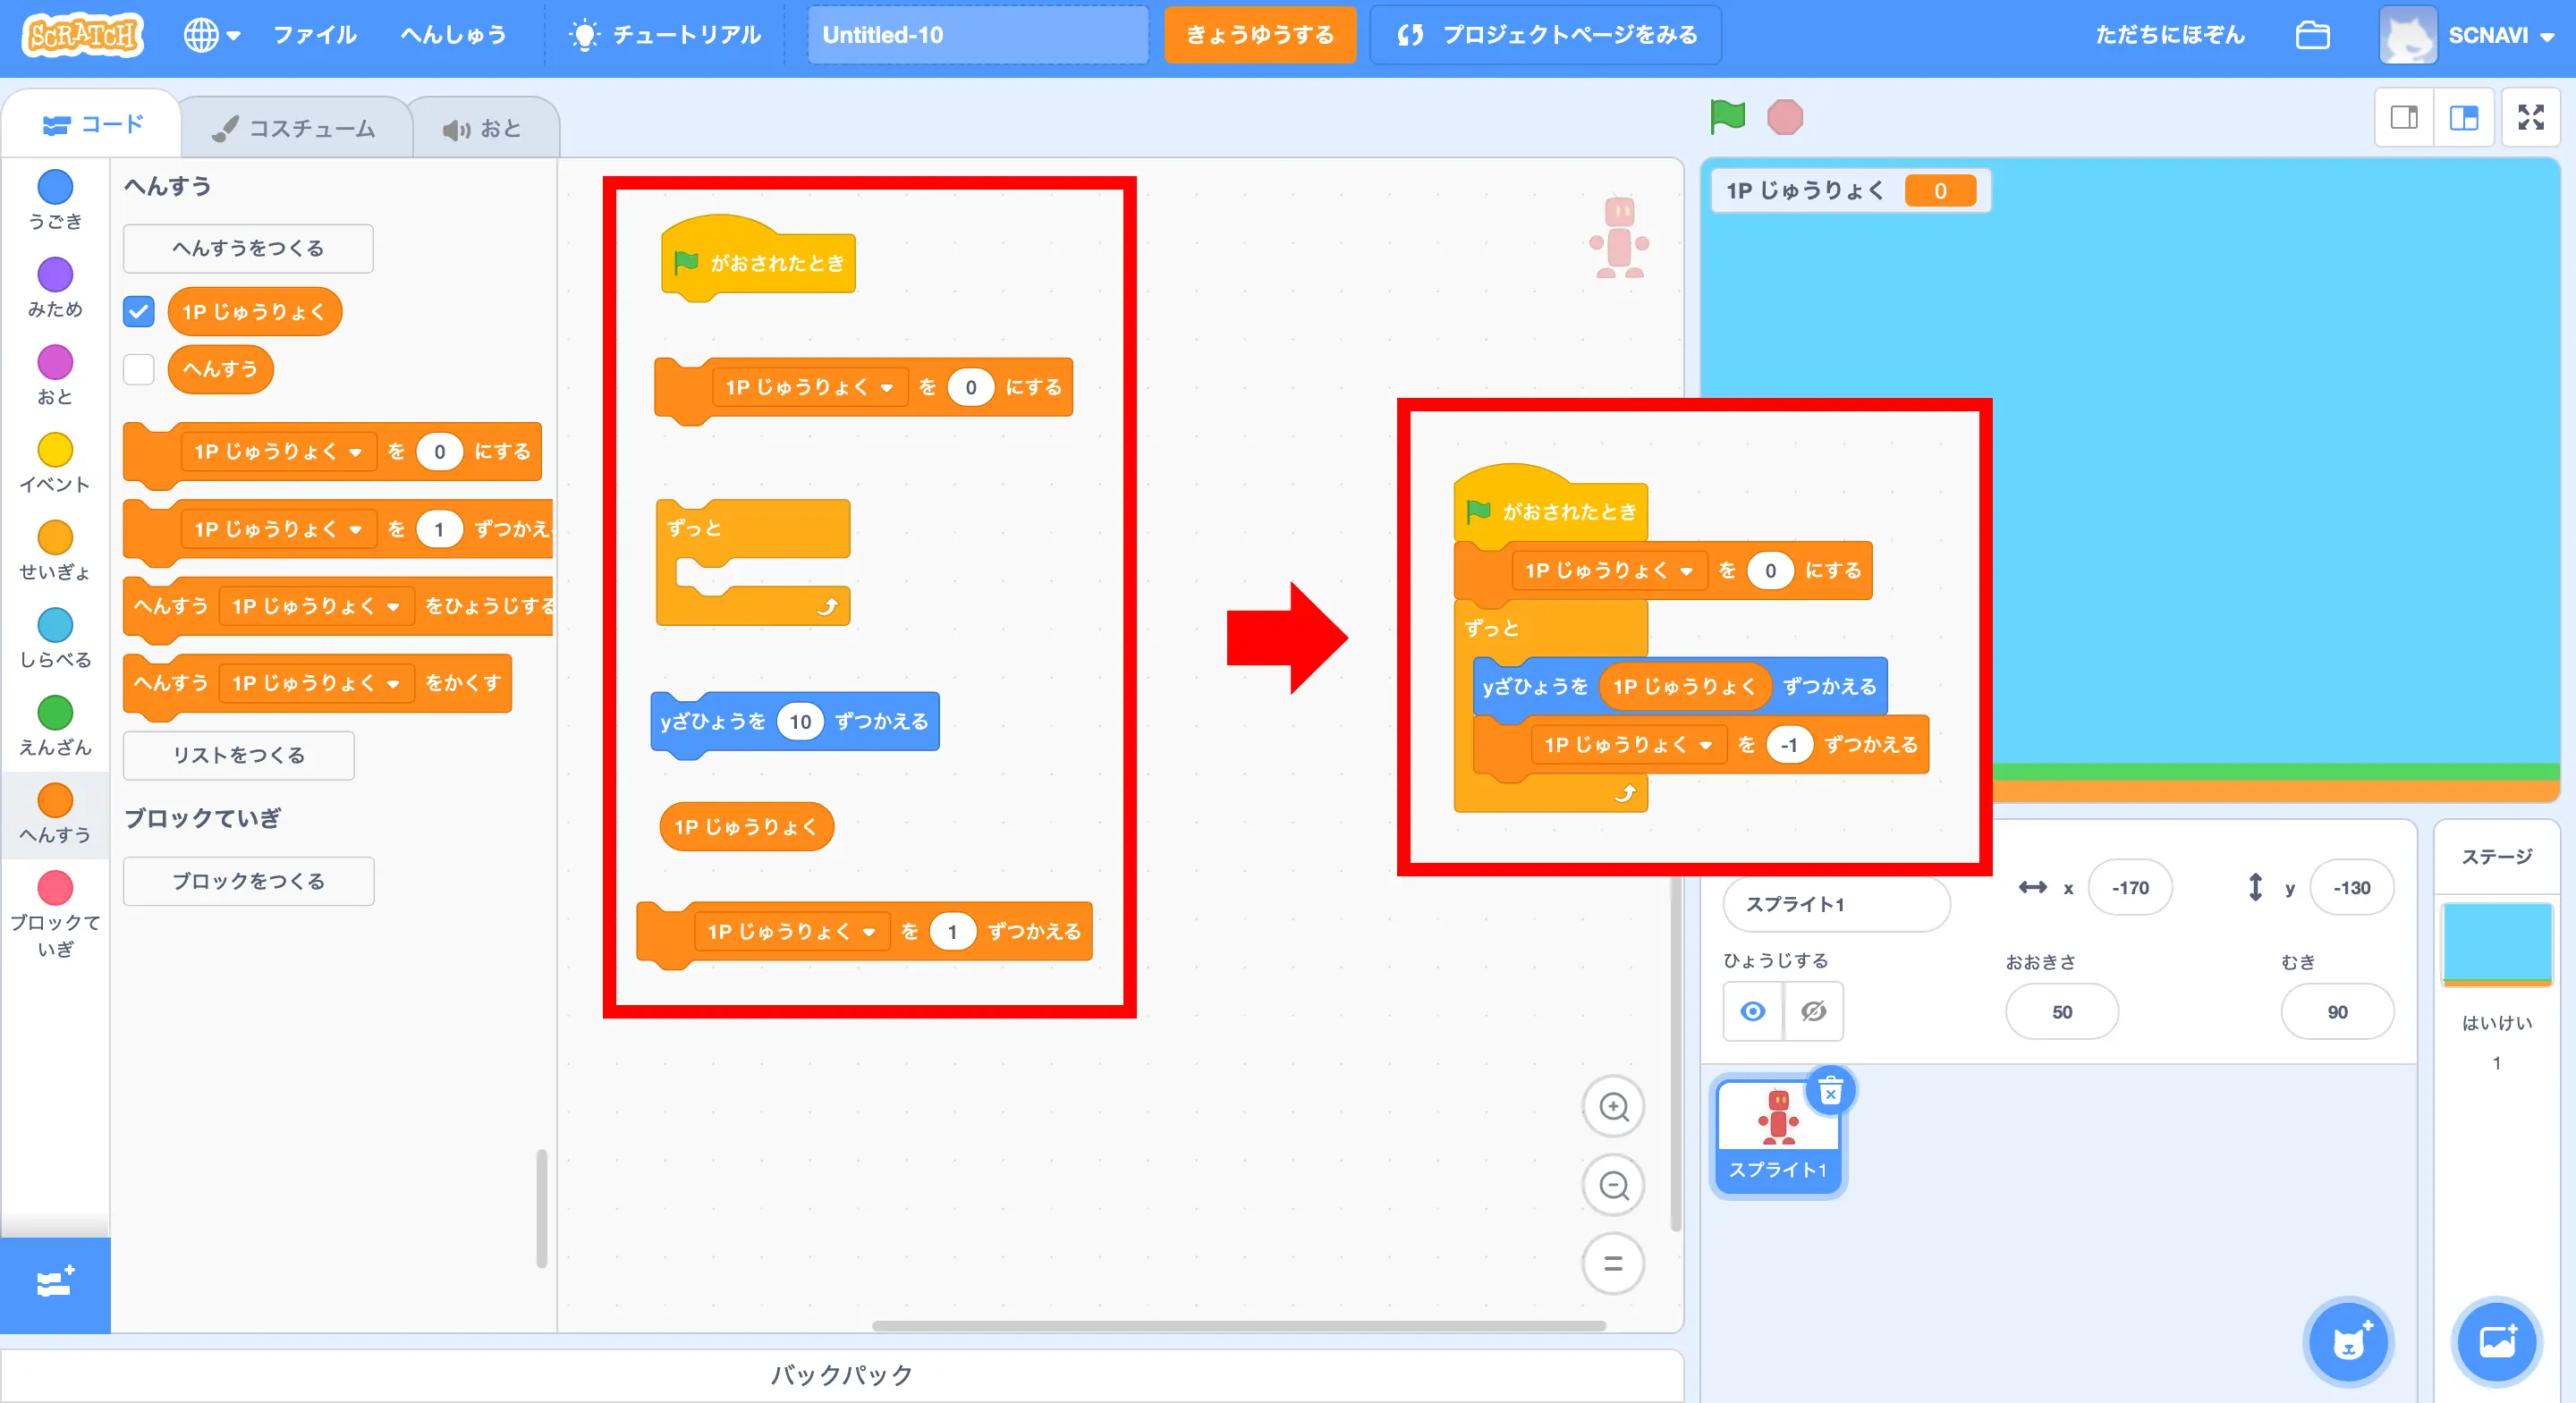 SCRATCH ファイル へんしゅう チュートリアル Untitled-10 きょうゆうする プロジェクトページをみる ただちにほぞん SCNAVI
コード コスチューム おと
うごき
みため
おと
イベント
せいぎょ
しらべる
えんざん
へんすう
ブロックて
いぎ
へんすう
へんすうをつくる
1P じゅうりょく
へんすう
1P じゅうりょく を 0 にする
1P じゅうりょく を 1 ずつかえ
へんすう 1P じゅうりょく をひょうじする
へんすう 1P じゅうりょく をかくす
リストをつくる
ブロックていぎ
ブロックをつくる
がおされたとき
1P じゅうりょく を 0 にする
ずっと
yざひょうを 10 ずつかえる
1P じゅうりょく
1P じゅうりょく を 1 ずつかえる
がおされたとき
1P じゅうりょく を 0 にする
ずっと
yざひょうを 1P じゅうりょく ずつかえる
1P じゅうりょく を -1 ずつかえる
1P じゅうりょく 0
スプライト1 x -170 y -130
ひょうじする おおきさ むき
50 90
スプライト1
ステージ
はいけい
1
バックパック